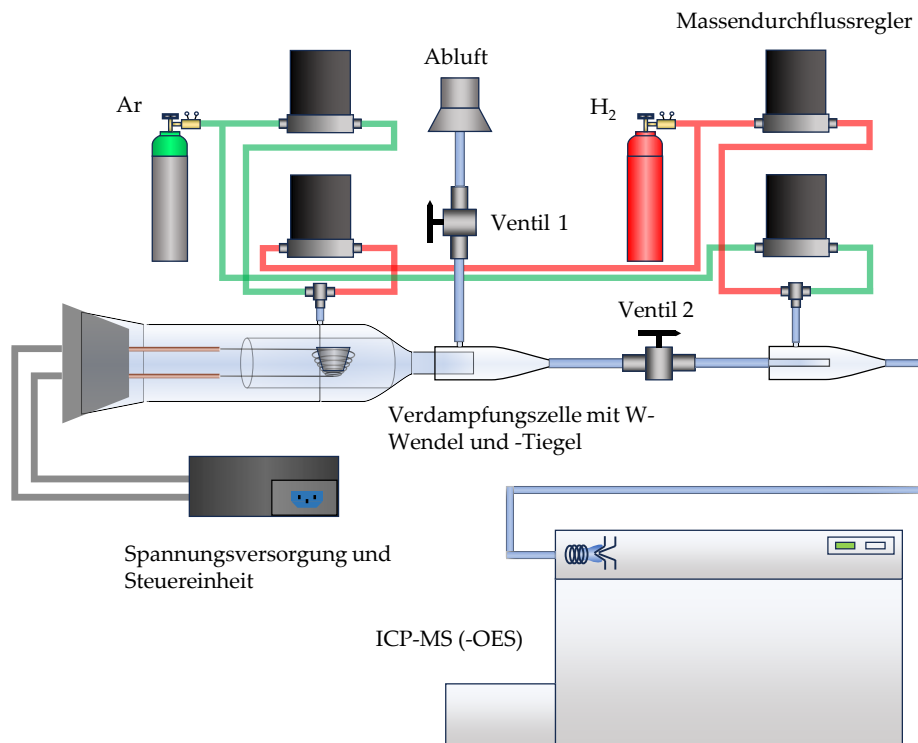 Massendurchflussregler
Abluft
Ar
H₂
Ventil 1
Ventil 2
Verdampfungszelle mit W-
Wendel und -Tiegel
Spannungsversorgung und
Steuereinheit
ICP-MS (-OES)